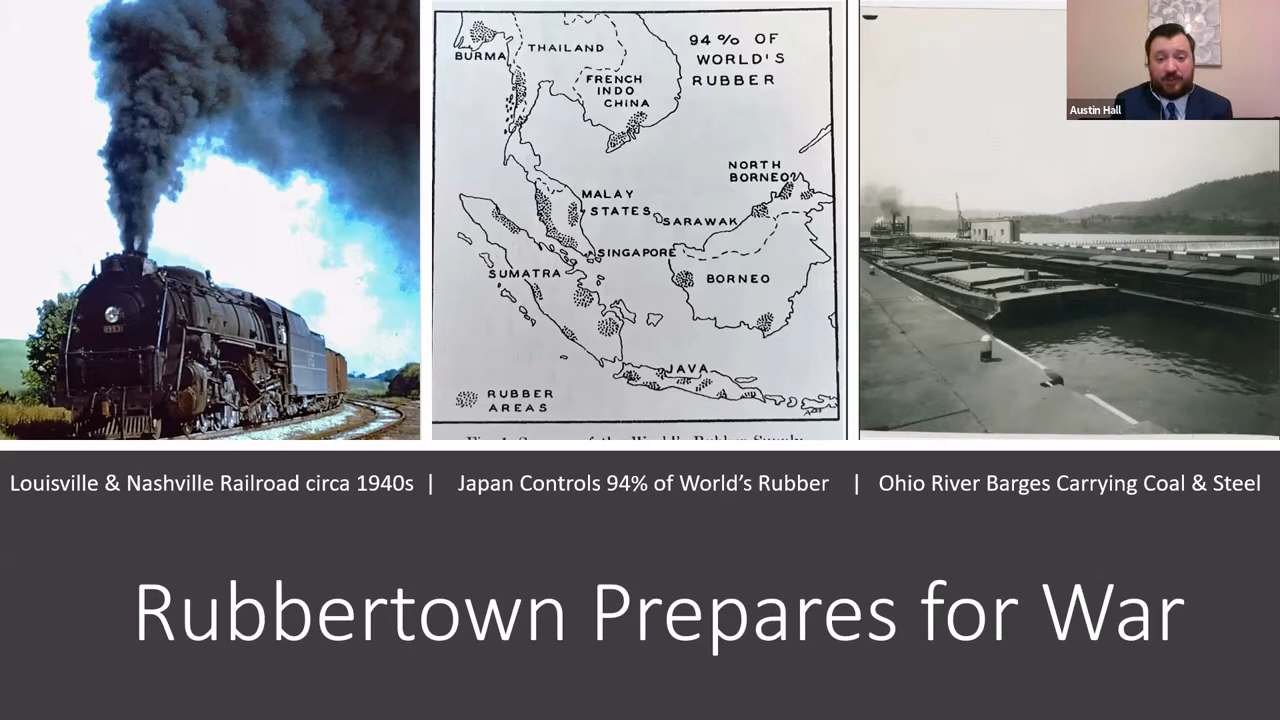 BURMA
THAILAND
94% OF
WORLD'S
RUBBER
FRENCH
INDO
CHINA
NORTH
BORNEO
MALAY
STATES
SARAWAK
SINGAPORE
SUMATRA
BORNEO
JAVA
RUBBER
AREAS
Austin Hall
Louisville & Nashville Railroad circa 1940s | Japan Controls 94% of World's Rubber | Ohio River Barges Carrying Coal & Steel
Rubbertown Prepares for War